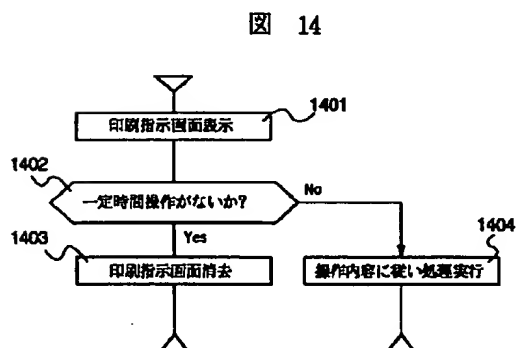 図 14
1401
印刷指示画面表示
1402
一定時間操作がないか?
No
Yes
1403
印刷指示画面消去
1404
操作内容に従い処理実行